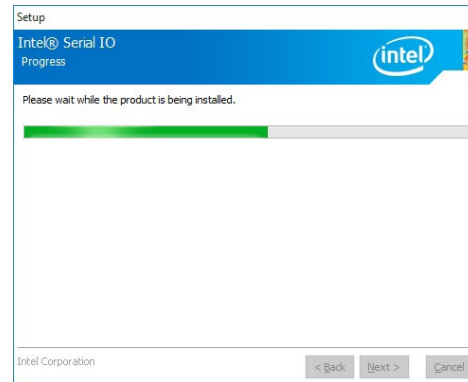 Setup
Intel® Serial IO
Progress
intel
Please wait while the product is being installed.
Intel Corporation
< Back
Next >
Cancel